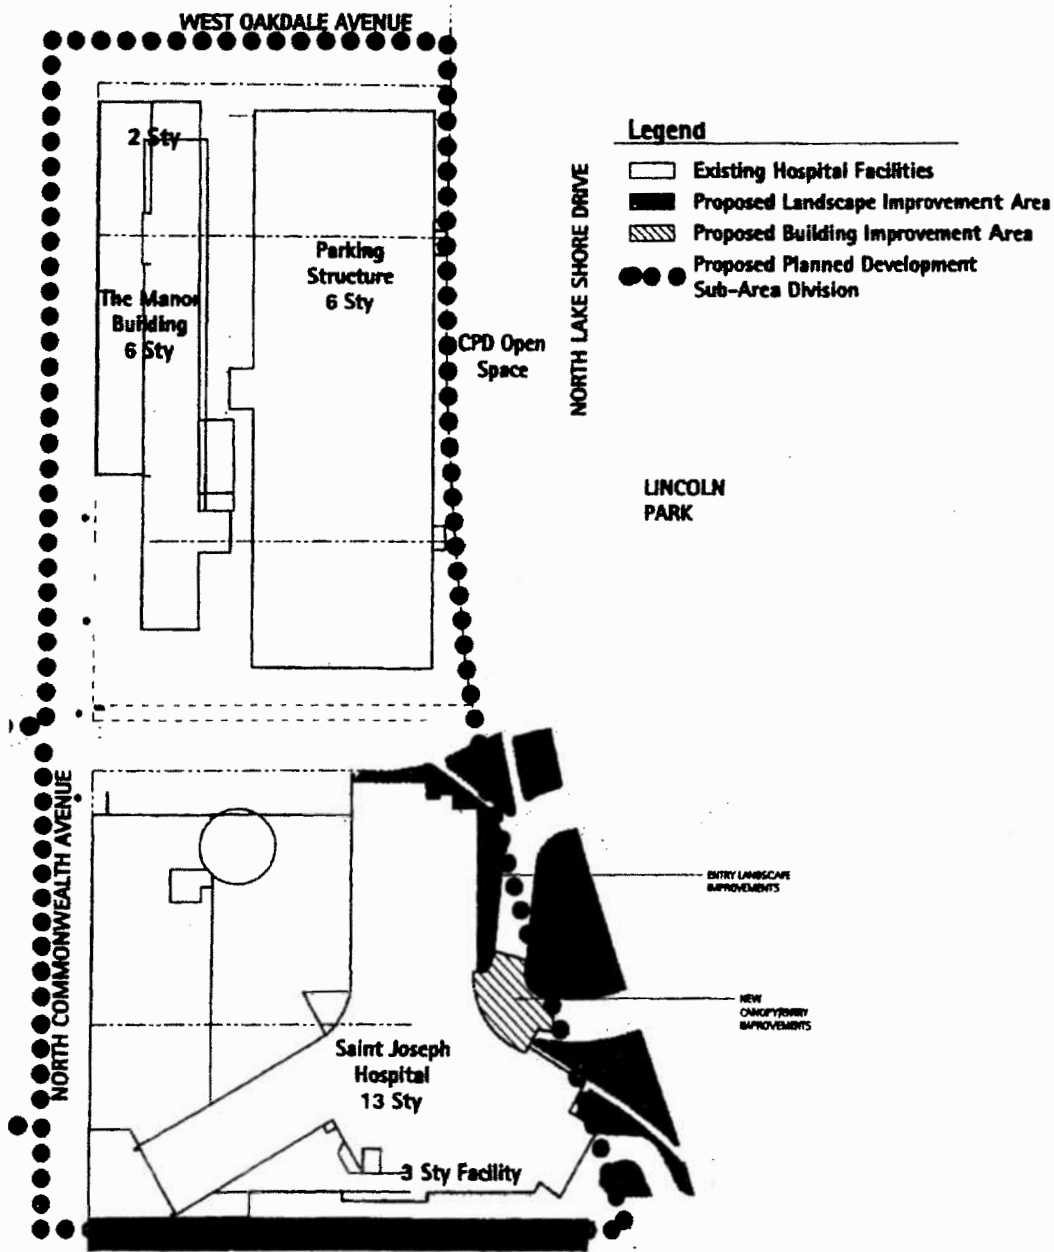 WEST OAKDALE AVENUE
Legend
Existing Hospital Facilities
Proposed Landscape Improvement Area
Proposed Building Improvement Area
Proposed Planned Development
Sub-Area Division
2 Sty
Parking
Structure
6 Sty
The Manor
Building
6 Sty
CPD Open
Space
NORTH LAKE SHORE DRIVE
LINCOLN
PARK
NORTH COMMONWEALTH AVENUE
ENTRY LANDSCAPE
IMPROVEMENTS
NEW
CANOPY/ENTRY
IMPROVEMENTS
Saint Joseph
Hospital
13 Sty
3 Sty Facility